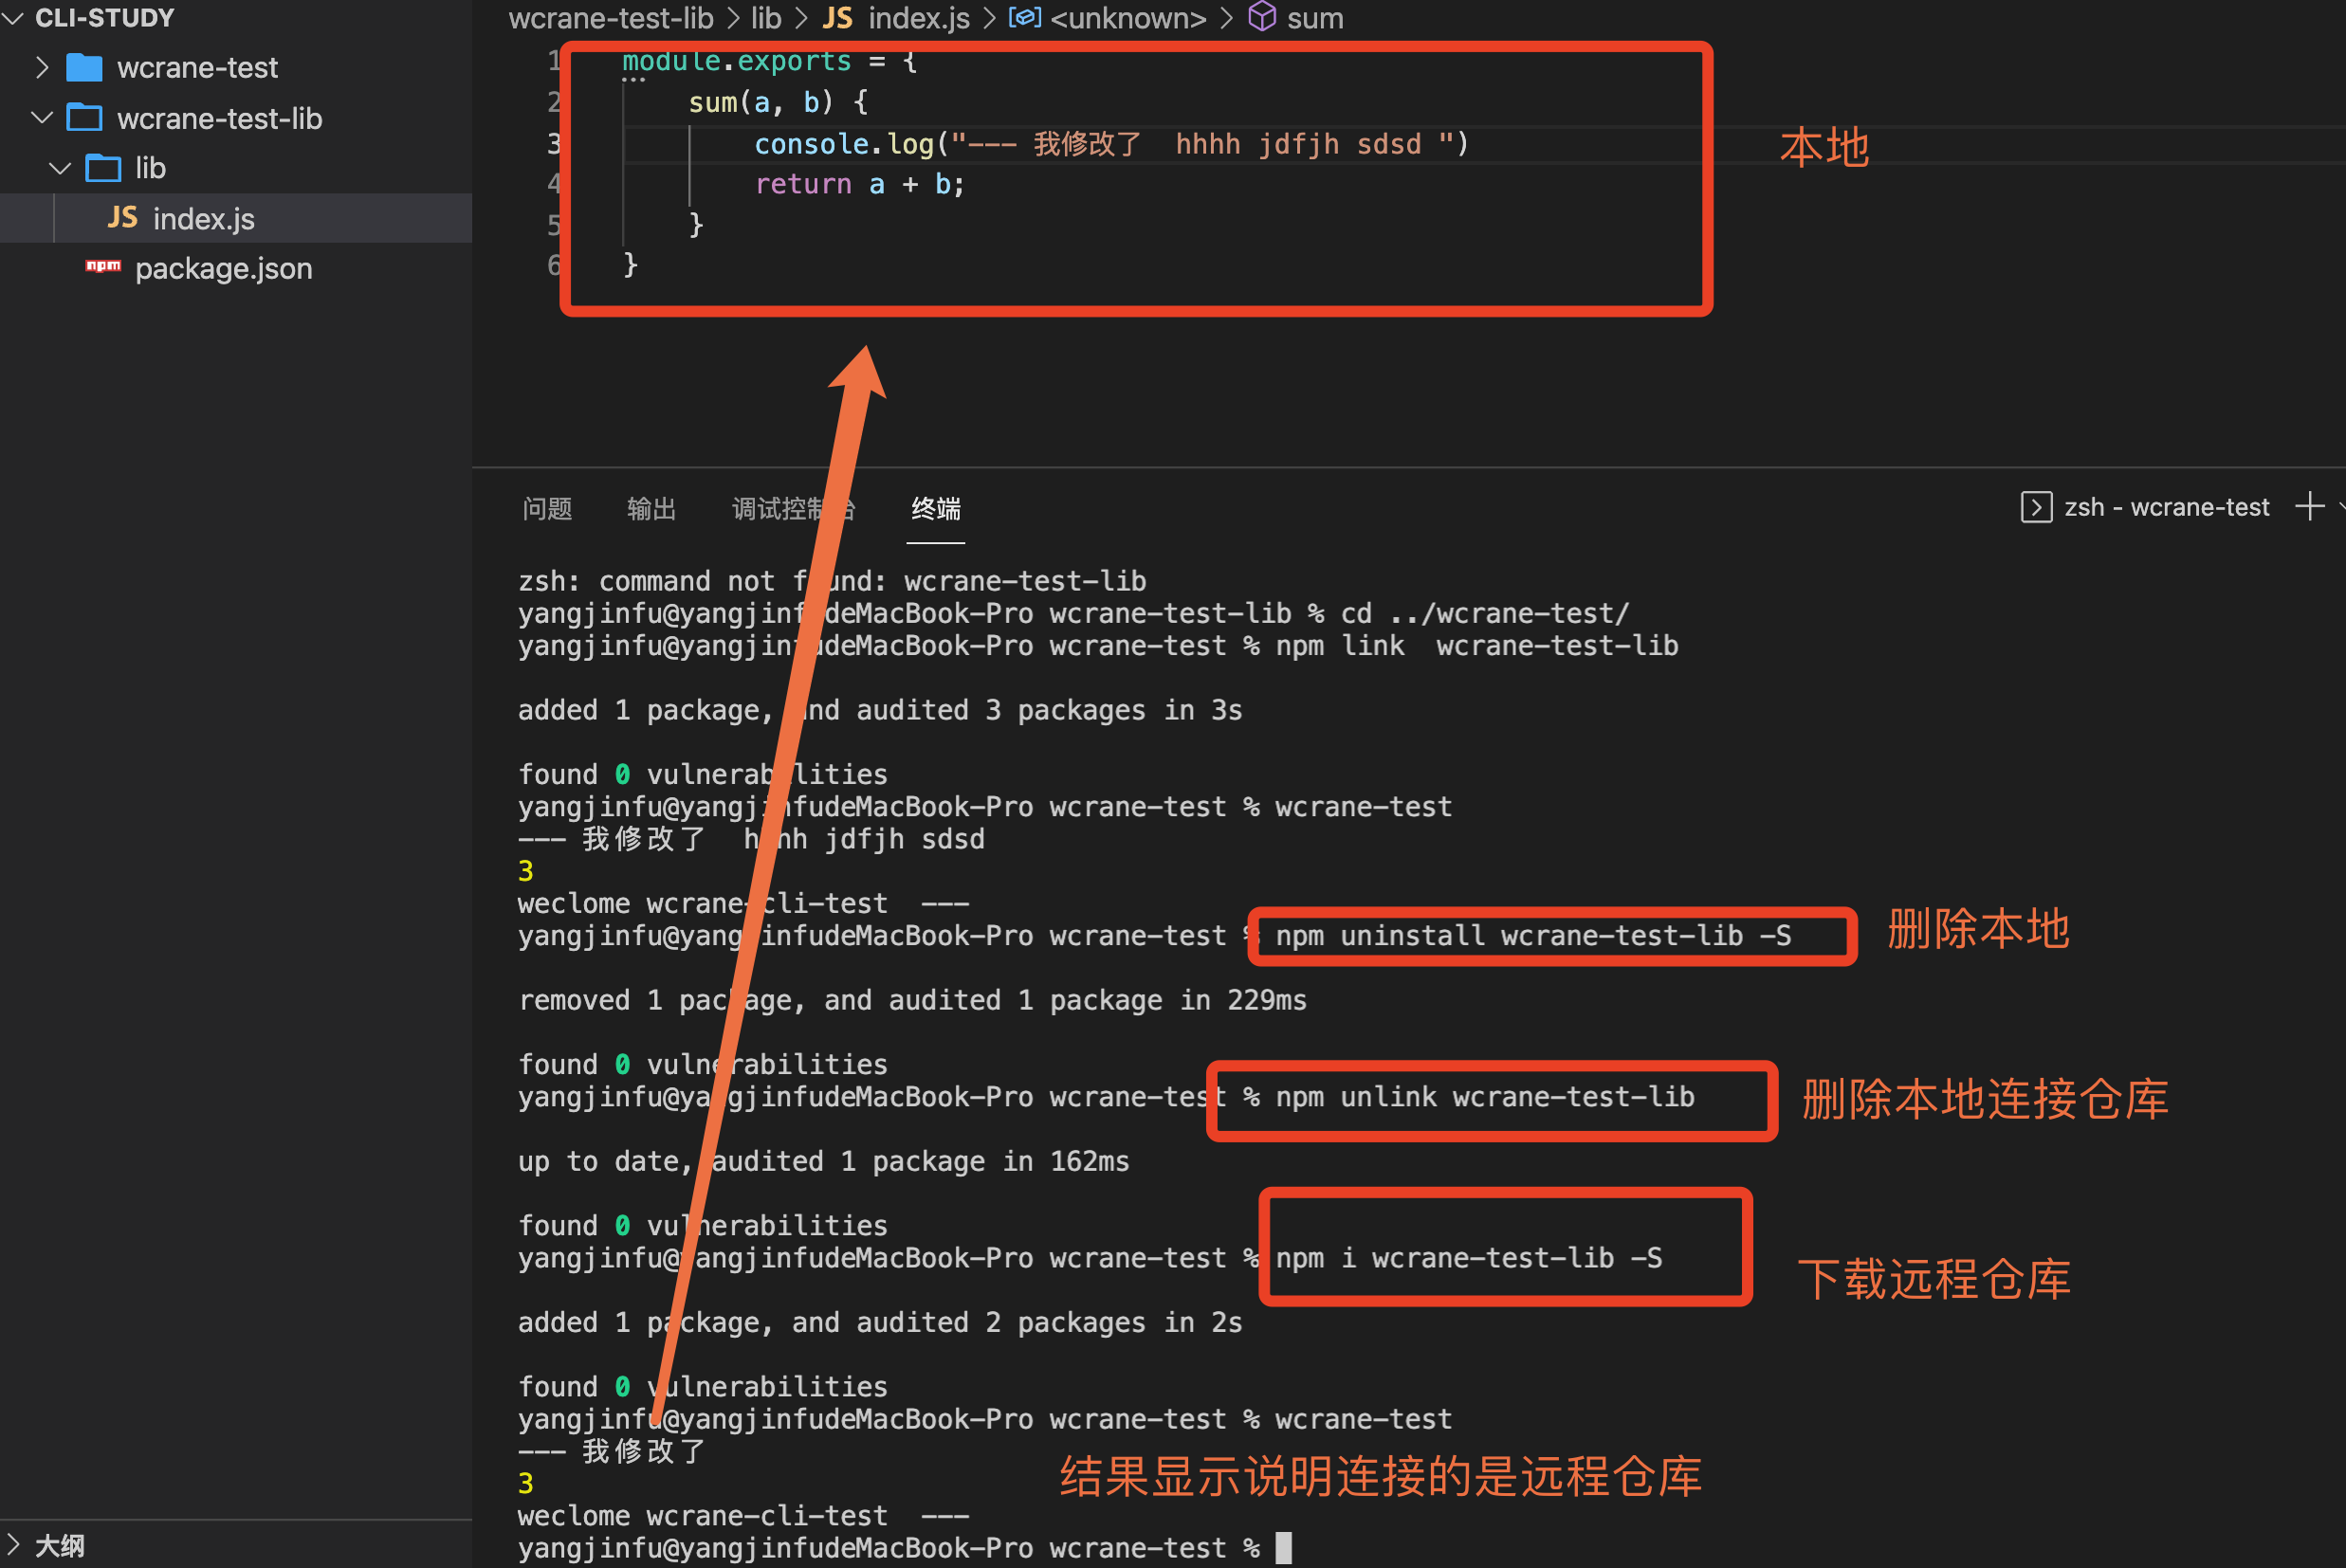 CLI-STUDY
wcrane-test
wcrane-test-lib
lib
JS index.js
npm package.json
大纲
wcrane-test-lib > lib > JS index.js > <unknown> > sum
1 module.exports = {
2 sum(a, b) {
3 console.log("--- 我修改了  hhhh jdfjh sdsd ")
4 return a + b;
5 }
6 }
本地
问题 输出 调试控制台 终端
zsh - wcrane-test
zsh: command not found: wcrane-test-lib
yangjinfu@yangjinfudeMacBook-Pro wcrane-test-lib % cd ../wcrane-test/
yangjinfu@yangjinfudeMacBook-Pro wcrane-test % npm link  wcrane-test-lib
added 1 package, and audited 3 packages in 3s
found 0 vulnerabilities
yangjinfu@yangjinfudeMacBook-Pro wcrane-test % wcrane-test
--- 我修改了  hhhh jdfjh sdsd
3
weclome wcrane-cli-test  ---
yangjinfu@yangjinfudeMacBook-Pro wcrane-test % npm uninstall wcrane-test-lib -S
删除本地
removed 1 package, and audited 1 package in 229ms
found 0 vulnerabilities
yangjinfu@yangjinfudeMacBook-Pro wcrane-test % npm unlink wcrane-test-lib
删除本地连接仓库
up to date, audited 1 package in 162ms
found 0 vulnerabilities
yangjinfu@yangjinfudeMacBook-Pro wcrane-test % npm i wcrane-test-lib -S
下载远程仓库
added 1 package, and audited 2 packages in 2s
found 0 vulnerabilities
yangjinfu@yangjinfudeMacBook-Pro wcrane-test % wcrane-test
--- 我修改了
3
结果显示说明连接的是远程仓库
weclome wcrane-cli-test  ---
yangjinfu@yangjinfudeMacBook-Pro wcrane-test %